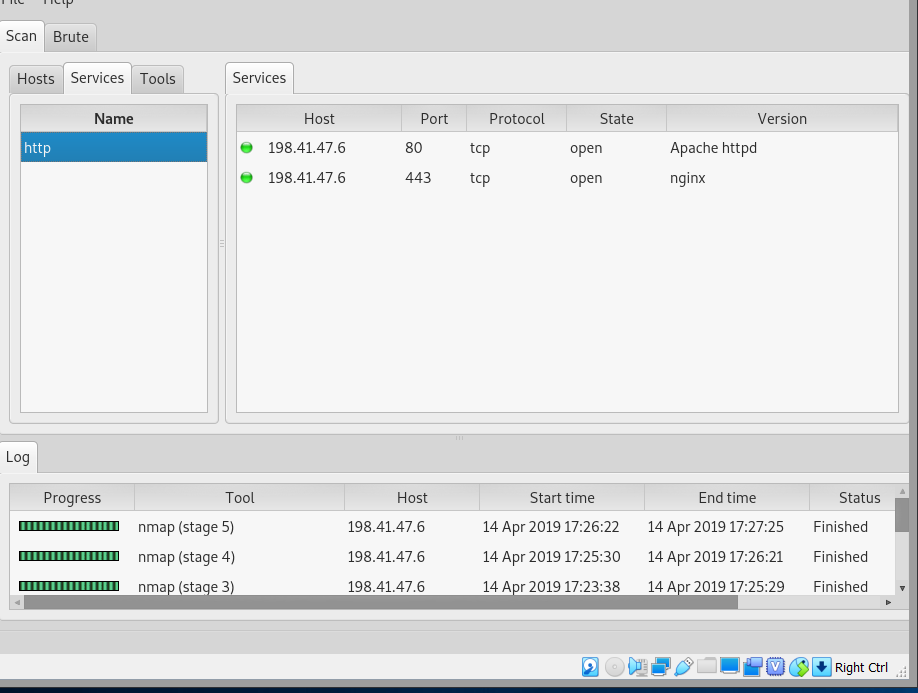 File Help
Scan Brute
Hosts Services Tools Services
Name Host Port Protocol State Version
http 198.41.47.6 80 tcp open Apache httpd
198.41.47.6 443 tcp open nginx
Log
Progress Tool Host Start time End time Status
nmap (stage 5) 198.41.47.6 14 Apr 2019 17:26:22 14 Apr 2019 17:27:25 Finished
nmap (stage 4) 198.41.47.6 14 Apr 2019 17:25:30 14 Apr 2019 17:26:21 Finished
nmap (stage 3) 198.41.47.6 14 Apr 2019 17:23:38 14 Apr 2019 17:25:29 Finished
V Right Ctrl